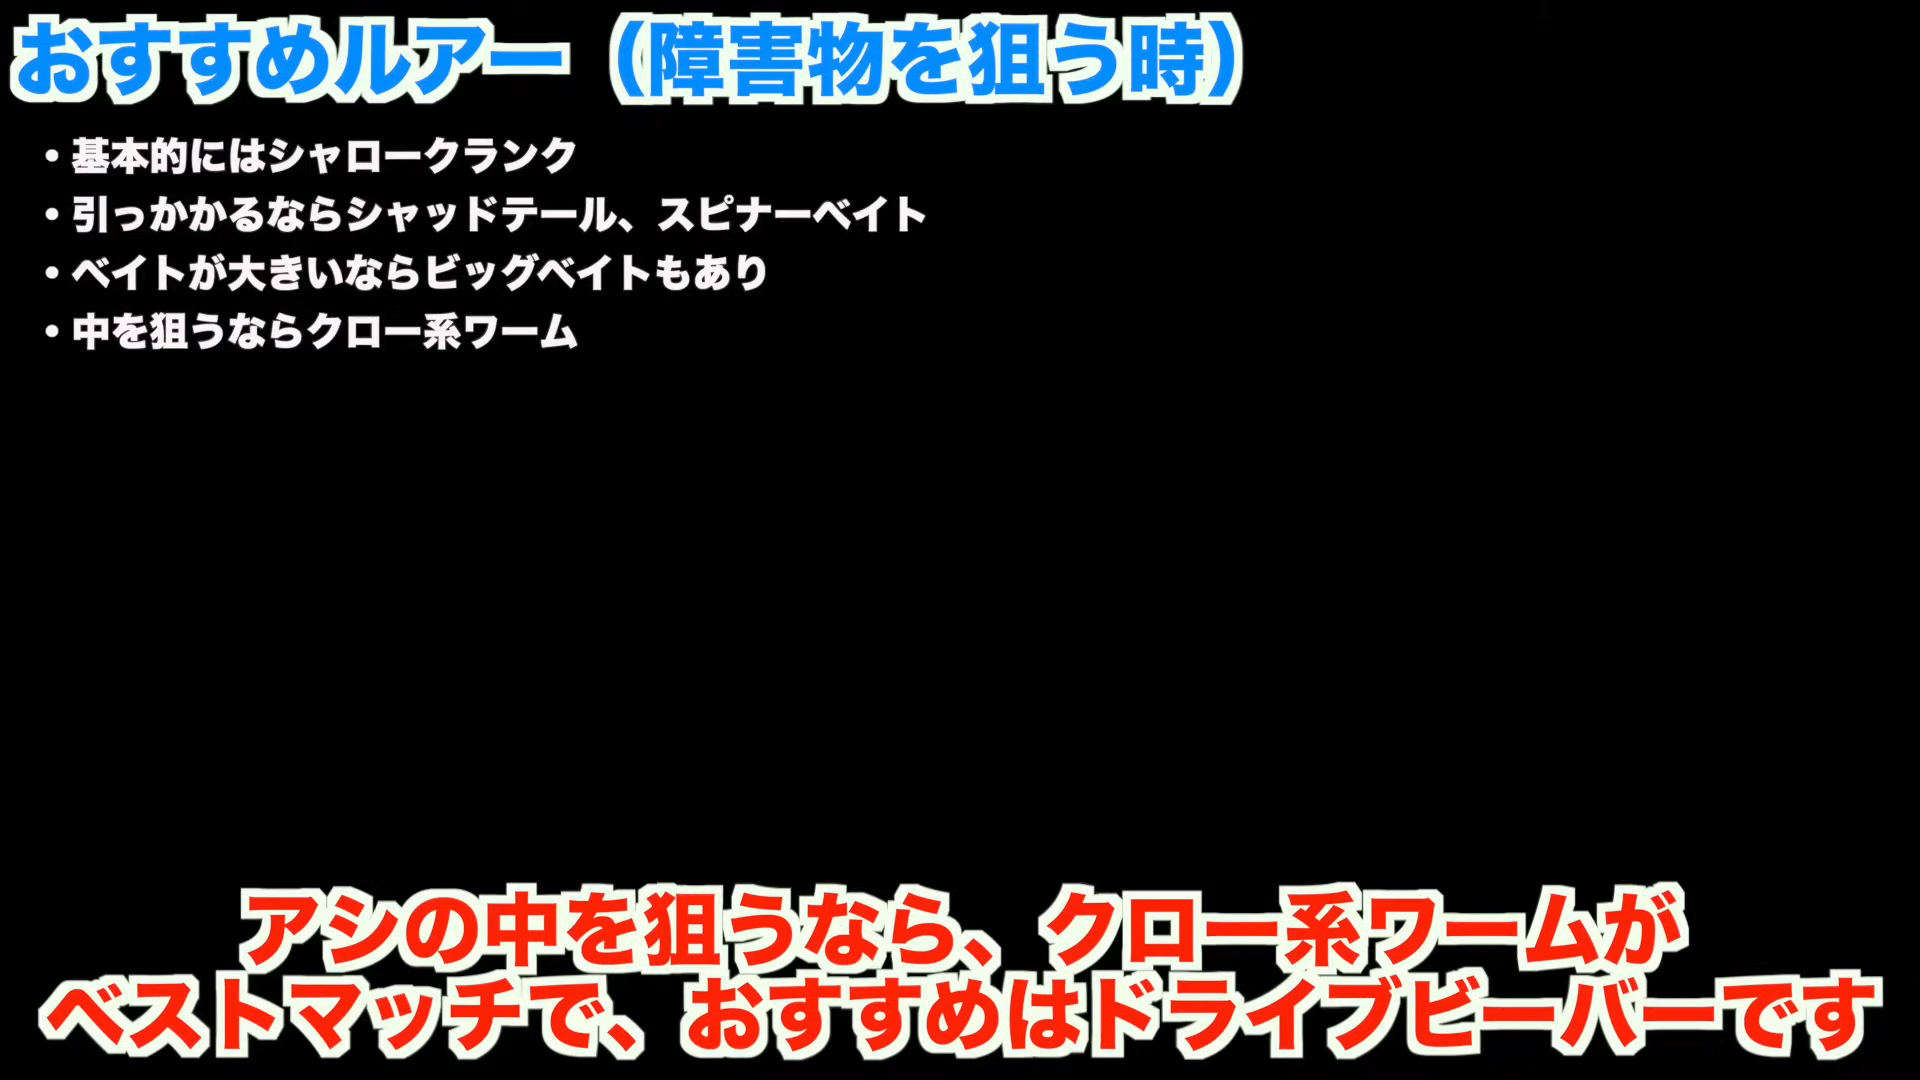 おすすめルアー（障害物を狙う時）
・基本的にはシャロークランク
・引っかかるならシャッドテール、スピナーベイト
・ベイトが大きいならビッグベイトもあり
・中を狙うならクロー系ワーム
アシの中を狙うなら、クロー系ワームが
ベストマッチで、おすすめはドライブビーバーです